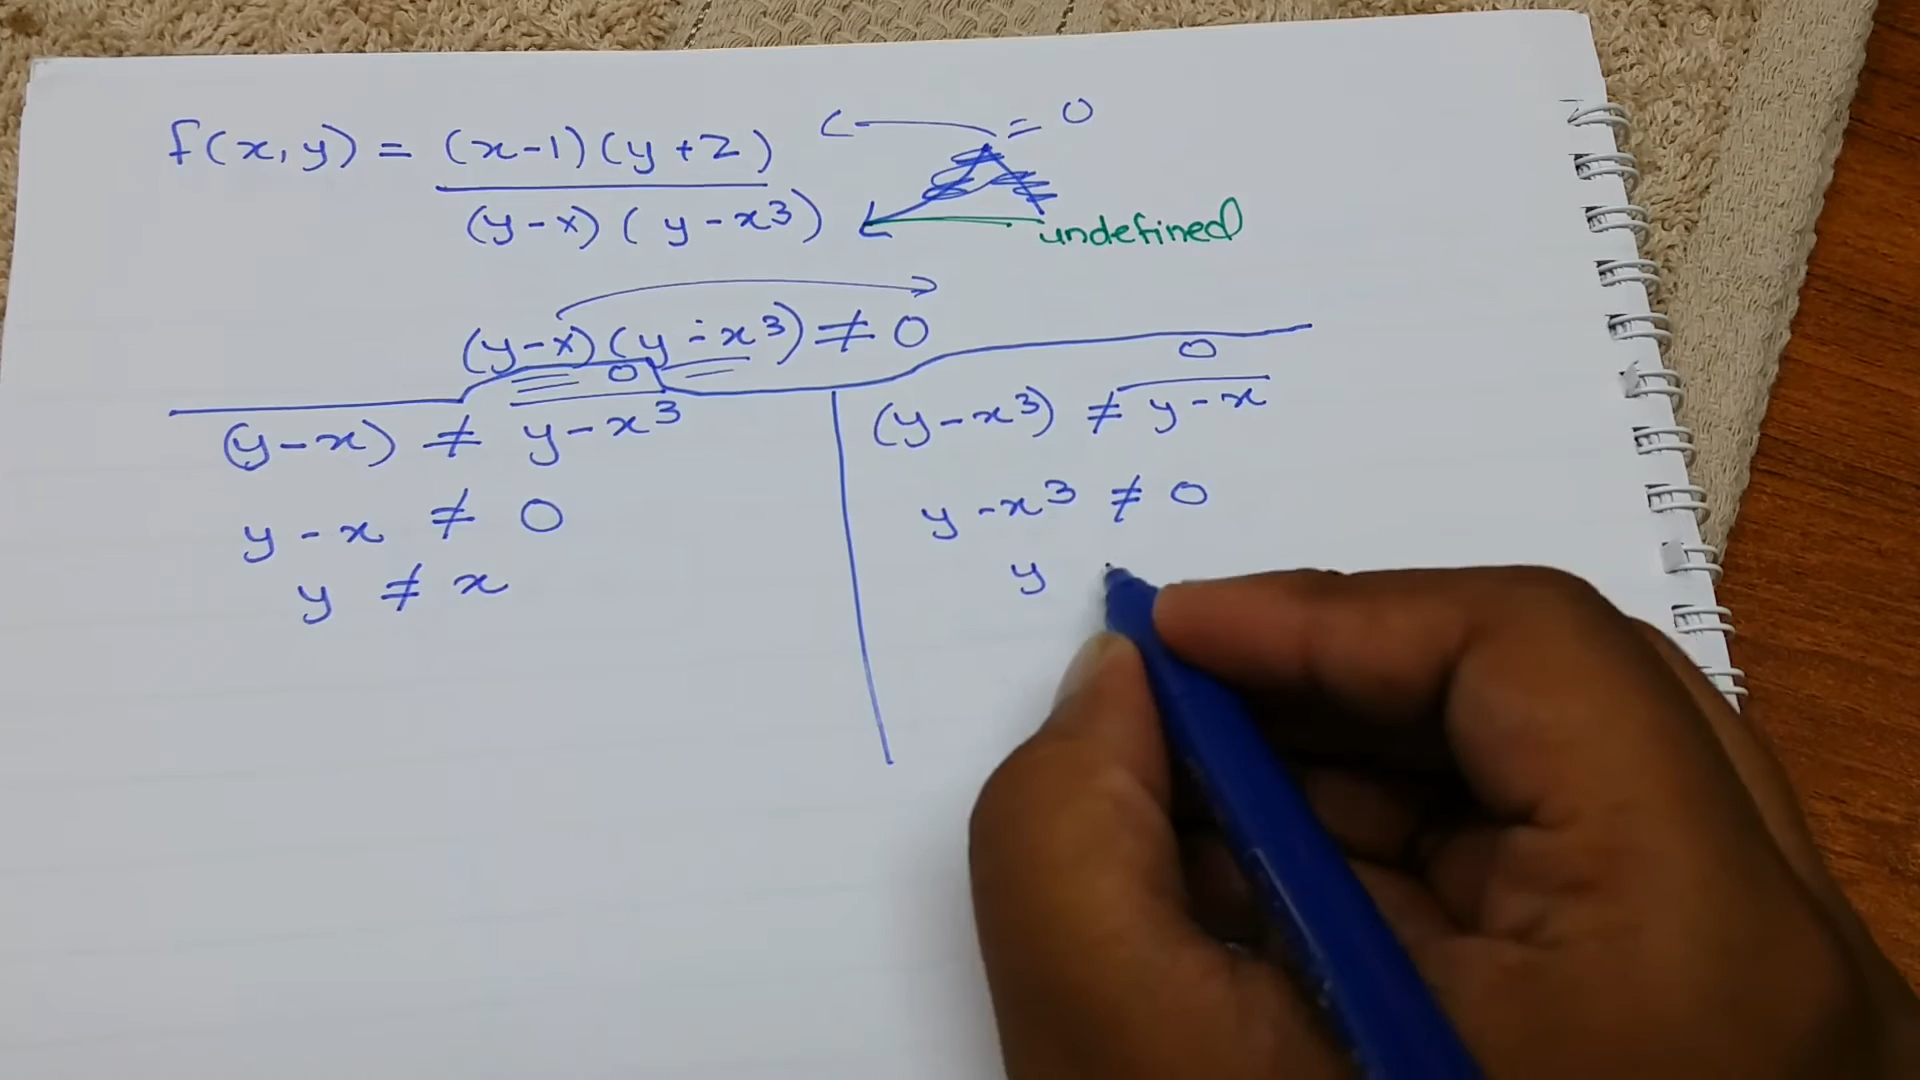 f(x,y) = (x-1)(y+2) = 0
(y-x)(y-x³) undefined
(y-x)(y-x³) ≠ 0
0
(y-x) ≠ y-x³
y-x ≠ 0
y ≠ x
0
(y-x³) ≠ y-x
y-x³ ≠ 0
y